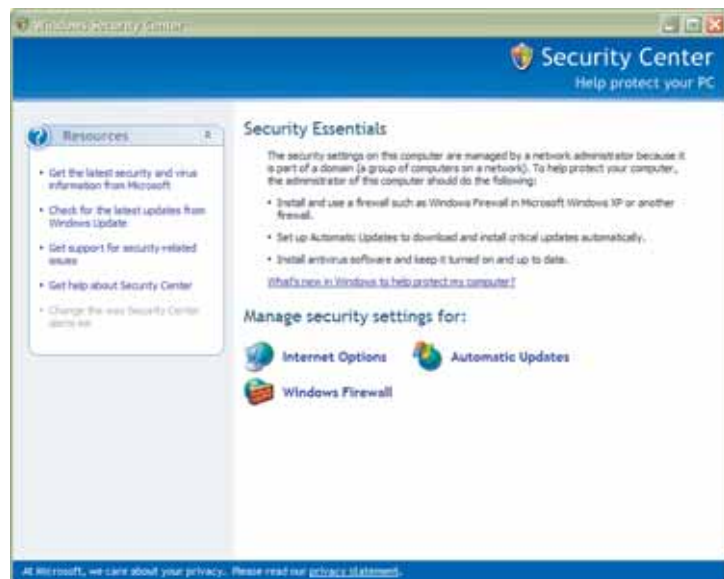 Windows Security Center
Security Center
Help protect your PC
Resources
Get the latest security and virus
information from Microsoft
Check for the latest updates from
Windows Update
Get support for security-related
issues
Get help about Security Center
Change the way Security Center
alerts me
Security Essentials
The security settings on this computer are managed by a network administrator because it
is part of a domain (a group of computers on a network). To help protect your computer,
the administrator of this computer should do the following:
• Install and use a firewall such as Windows Firewall in Microsoft Windows XP or another
firewall.
• Set up Automatic Updates to download and install critical updates automatically.
• Install antivirus software and keep it turned on and up to date.
What's new in Windows to help protect my computer?
Manage security settings for:
Internet Options
Automatic Updates
Windows Firewall
At Microsoft, we care about your privacy. Please read our privacy statement.